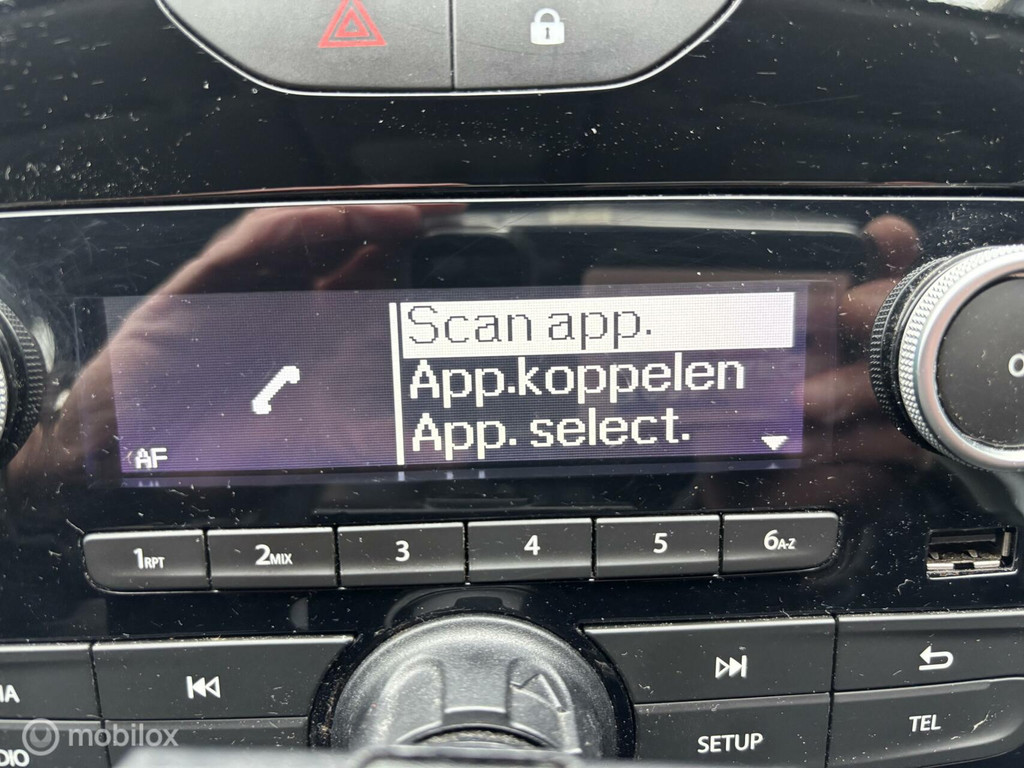 Scan app.
App.koppelen
App. select.
AF
1RPT
2MIX
3
4
5
6A-Z
SETUP
TEL
mobilox